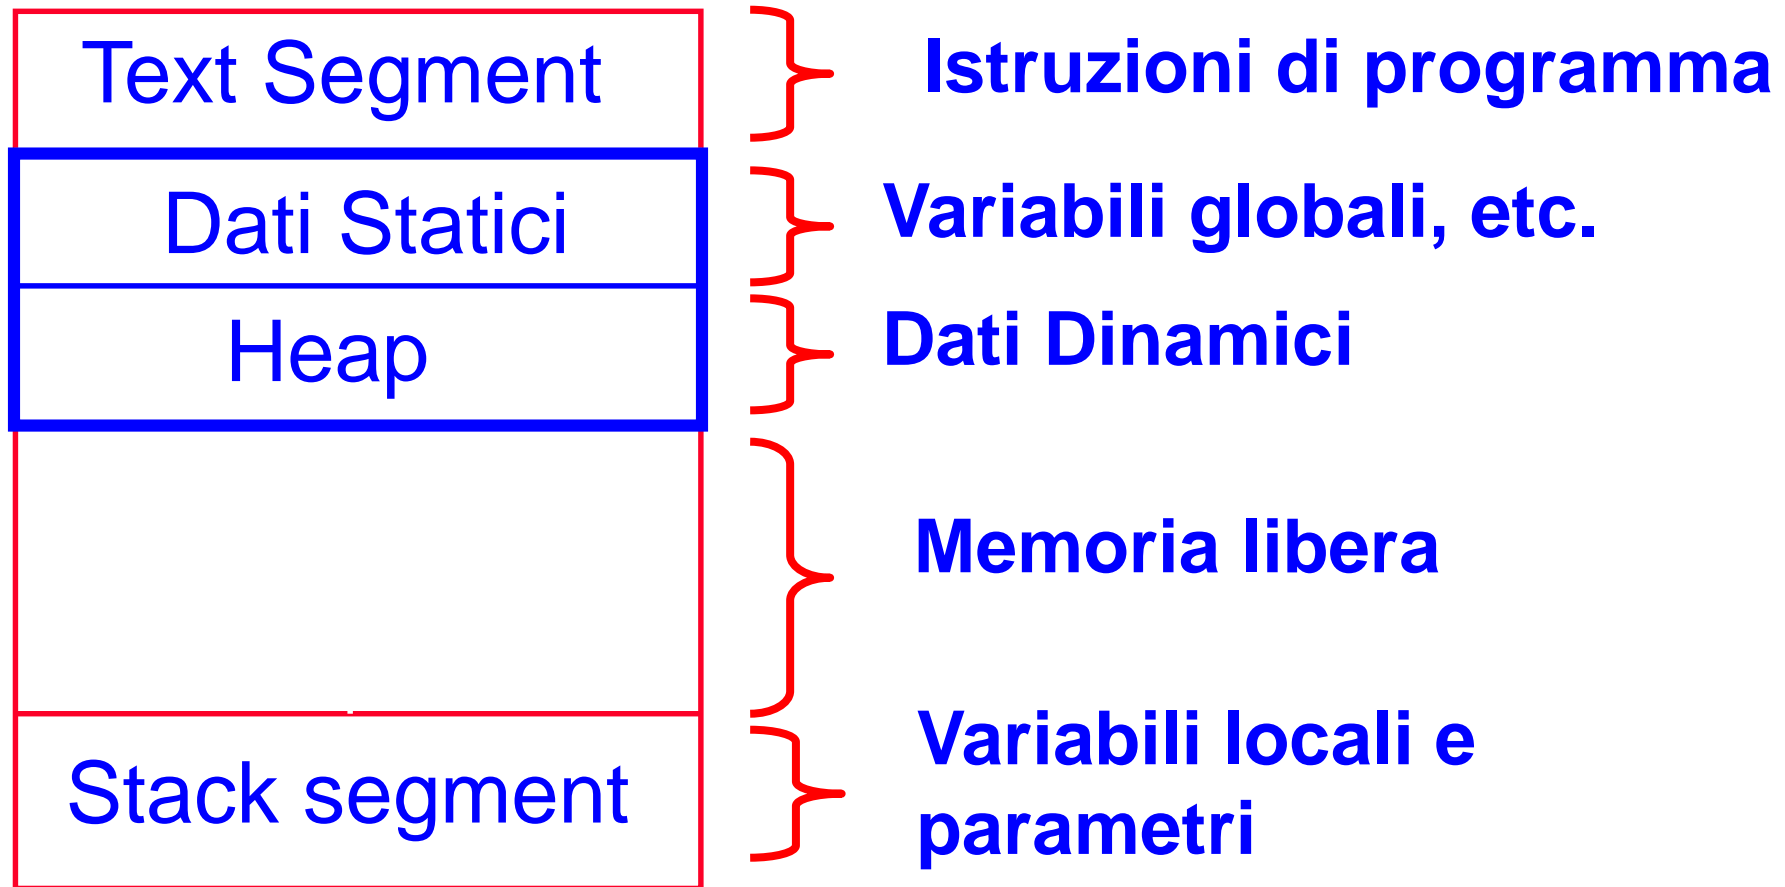 Text Segment
Istruzioni di programma
Dati Statici
Variabili globali, etc.
Heap
Dati Dinamici
Memoria libera
Stack segment
Variabili locali e
parametri